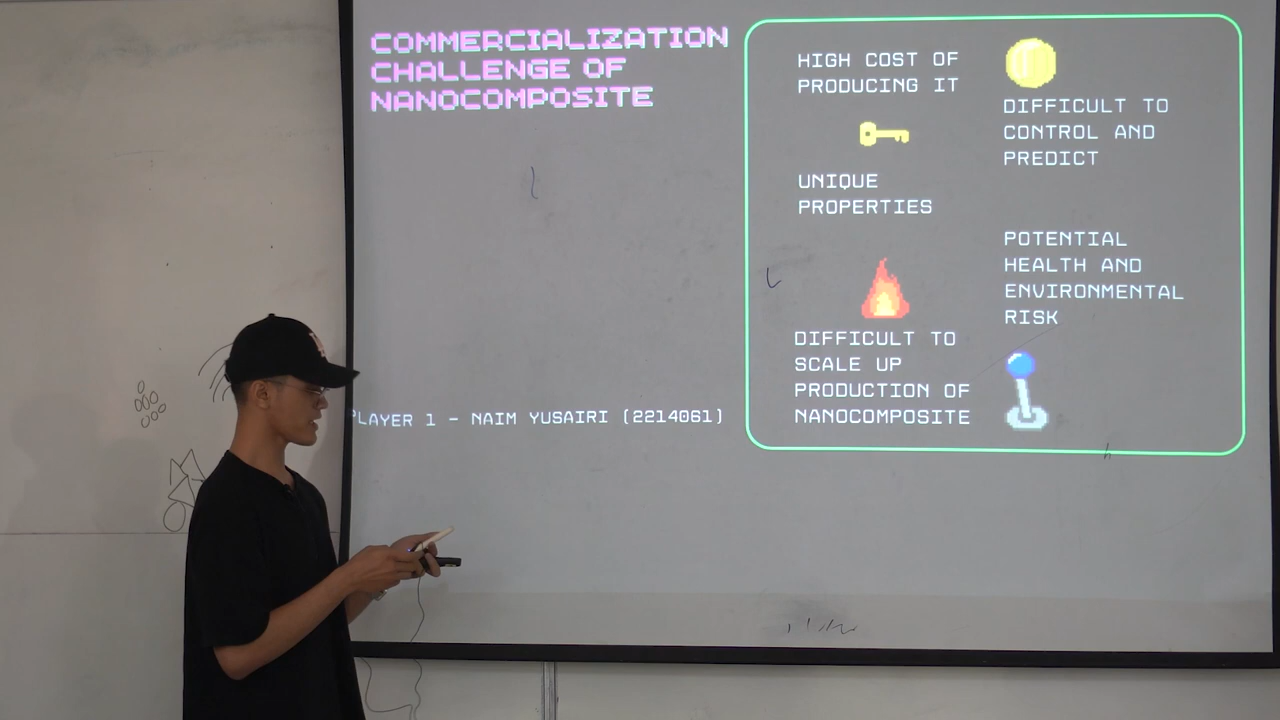 COMMERCIALIZATION
CHALLENGE OF
NANOCOMPOSITE
HIGH COST OF
PRODUCING IT
DIFFICULT TO
CONTROL AND
PREDICT
UNIQUE
PROPERTIES
POTENTIAL
HEALTH AND
ENVIRONMENTAL
RISK
DIFFICULT TO
SCALE UP
PRODUCTION OF
NANOCOMPOSITE
PLAYER 1 - NAIM YUSAIRI (2214061)